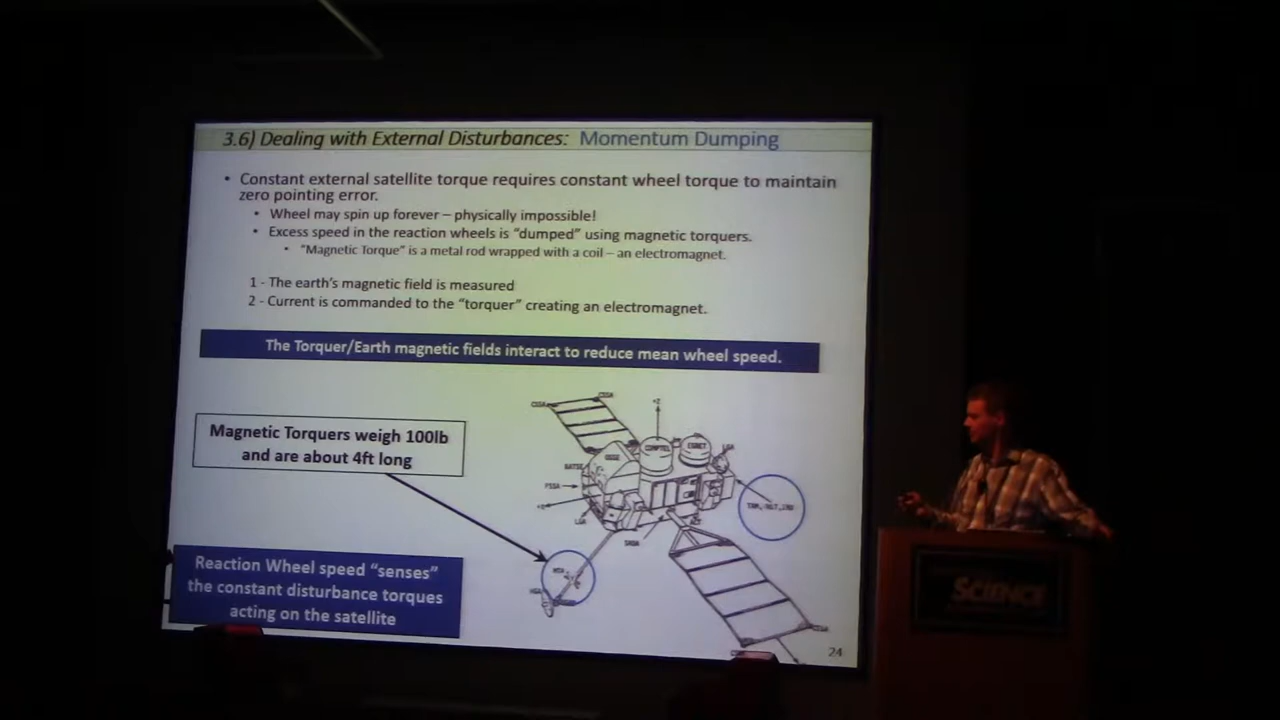 3.6) Dealing with External Disturbances: Momentum Dumping
• Constant external satellite torque requires constant wheel torque to maintain
zero pointing error.
• Wheel may spin up forever – physically impossible!
• Excess speed in the reaction wheels is “dumped” using magnetic torquers.
• “Magnetic Torque” is a metal rod wrapped with a coil – an electromagnet.
1 - The earth’s magnetic field is measured
2 - Current is commanded to the “torquer” creating an electromagnet.
The Torquer/Earth magnetic fields interact to reduce mean wheel speed.
Magnetic Torquers weigh 100lb
and are about 4ft long
Reaction Wheel speed “senses”
the constant disturbance torques
acting on the satellite
COMPTEL
EGRET
BATSE
OSSE
24
SCIENCE